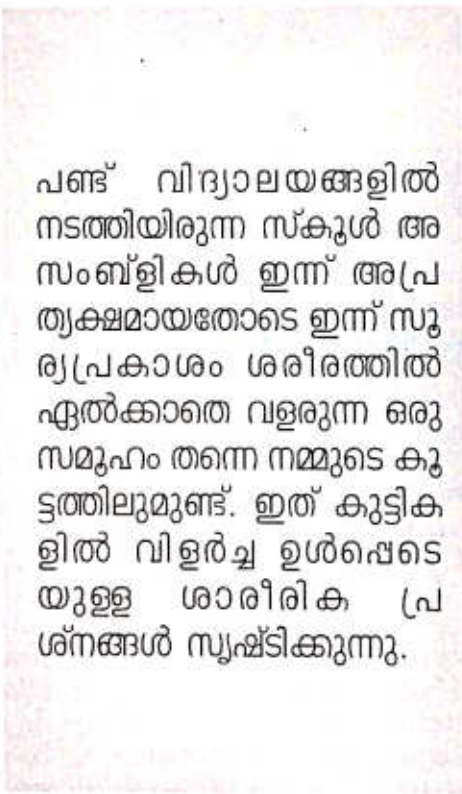 പണ്ട് വിദ്യാലയങ്ങളിൽ
നടത്തിയിരുന്ന സ്കൂൾ അ
സംബ്ളികൾ ഇന്ന് അപ്ര
ത്യക്ഷമായതോടെ ഇന്ന് സൂ
ര്യപ്രകാശം ശരീരത്തിൽ
ഏൽക്കാതെ വളരുന്ന ഒരു
സമൂഹം തന്നെ നമ്മുടെ കൂ
ട്ടത്തിലുമുണ്ട്. ഇത് കുട്ടിക
ളിൽ വിളർച്ച ഉൾപ്പെടെ
യുള്ള ശാരീരിക പ്ര
ശ്നങ്ങൾ സൃഷ്ടിക്കുന്നു.